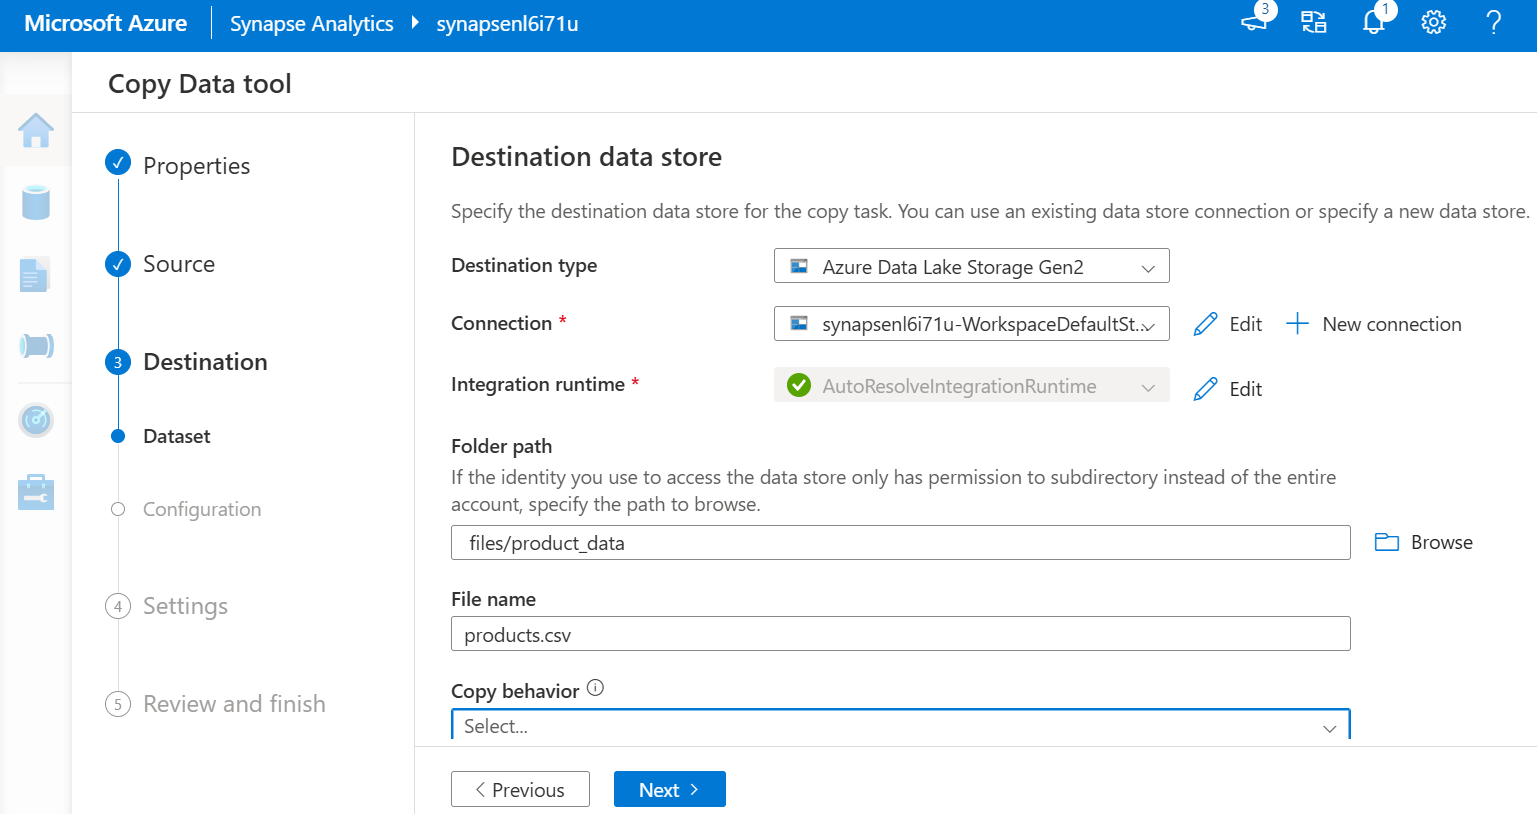 Microsoft Azure Synapse Analytics synapsenl6i71u 3 1
Copy Data tool
Properties
Source
3 Destination
Dataset
Configuration
4 Settings
5 Review and finish
Destination data store
Specify the destination data store for the copy task. You can use an existing data store connection or specify a new data store.
Destination type Azure Data Lake Storage Gen2
Connection * synapsenl6i71u-WorkspaceDefaultSt... Edit New connection
Integration runtime * AutoResolveIntegrationRuntime Edit
Folder path
If the identity you use to access the data store only has permission to subdirectory instead of the entire
account, specify the path to browse.
files/product_data Browse
File name
products.csv
Copy behavior
Select...
Previous Next